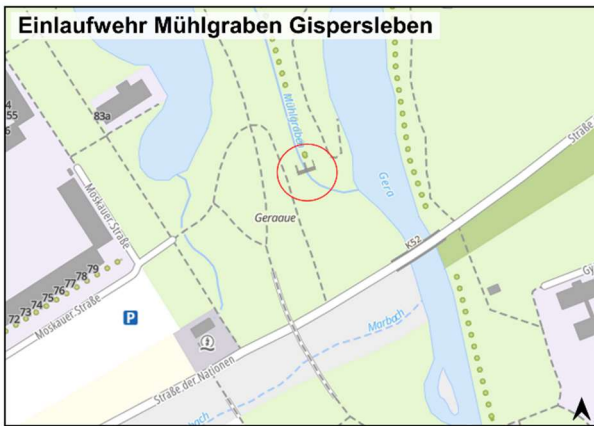 Einlaufwehr Mühlgraben Gispersleben
83a
55
Mühlgraben
Gera
Straße
Moskauer Straße
Geraaue
K52
79
78
77
76
75
74
73
72
Moskauer Straße
P
Marbach
Straße der Nationen